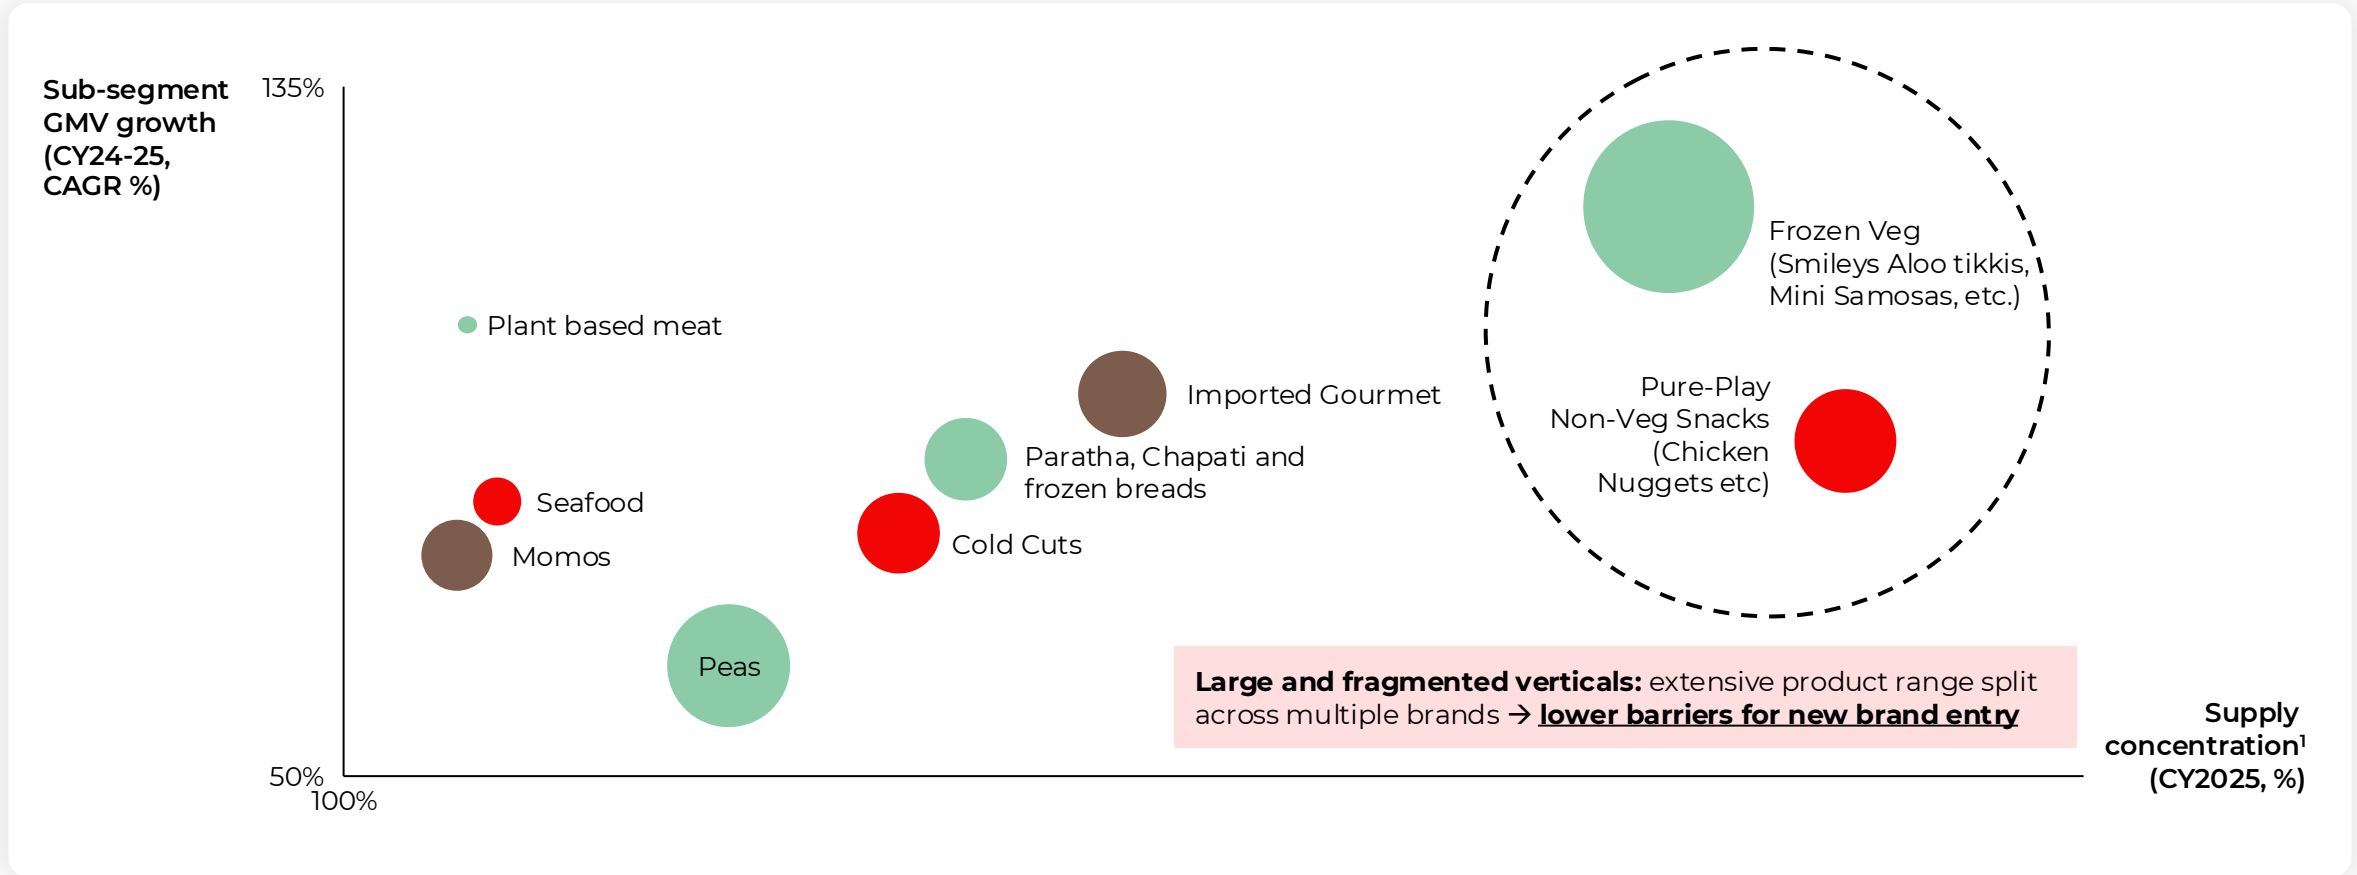 Sub-segment
GMV growth
(CY24-25,
CAGR %)
135%
Frozen Veg
(Smileys Aloo tikkis,
Mini Samosas, etc.)
Plant based meat
Imported Gourmet
Pure-Play
Non-Veg Snacks
(Chicken
Nuggets etc)
Paratha, Chapati and
frozen breads
Seafood
Cold Cuts
Momos
Peas
Large and fragmented verticals: extensive product range split
across multiple brands → lower barriers for new brand entry
Supply
concentration¹
(CY2025, %)
50%
100%